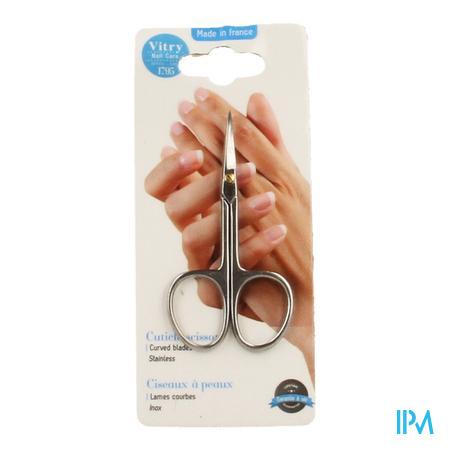 Made in france
Vitry
Nail Care
1795
Cuticle scissors
Curved blades
Stainless
Ciseaux à peaux
Lames courbes
Inox
IPM